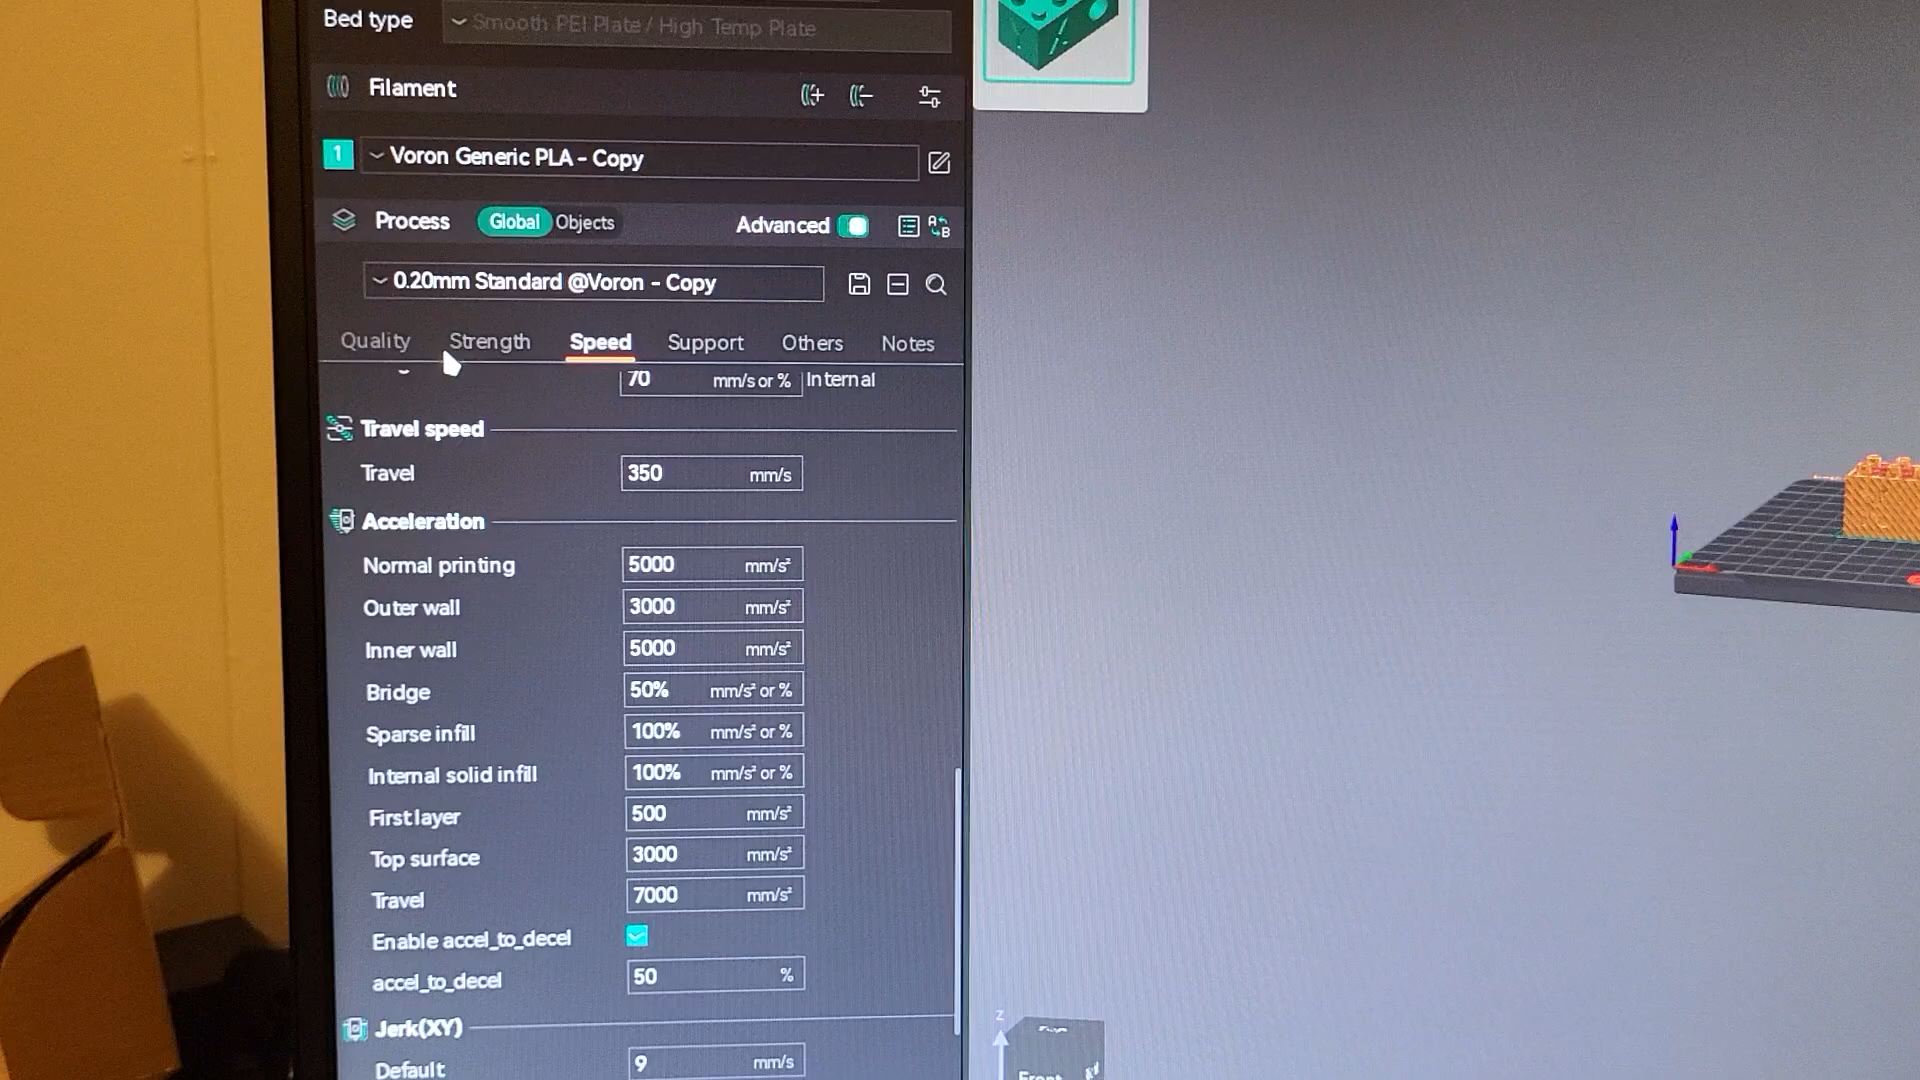 Bed type Smooth PEI Plate / High Temp Plate
Filament
1 Voron Generic PLA - Copy
Process Global Objects Advanced
0.20mm Standard @Voron - Copy
Quality Strength Speed Support Others Notes
70 mm/s or % Internal
Travel speed
Travel 350 mm/s
Acceleration
Normal printing 5000 mm/s²
Outer wall 3000 mm/s²
Inner wall 5000 mm/s²
Bridge 50% mm/s² or %
Sparse infill 100% mm/s² or %
Internal solid infill 100% mm/s² or %
First layer 500 mm/s²
Top surface 3000 mm/s²
Travel 7000 mm/s²
Enable accel_to_decel
accel_to_decel 50 %
Jerk(XY)
Default 9 mm/s
Z
Front